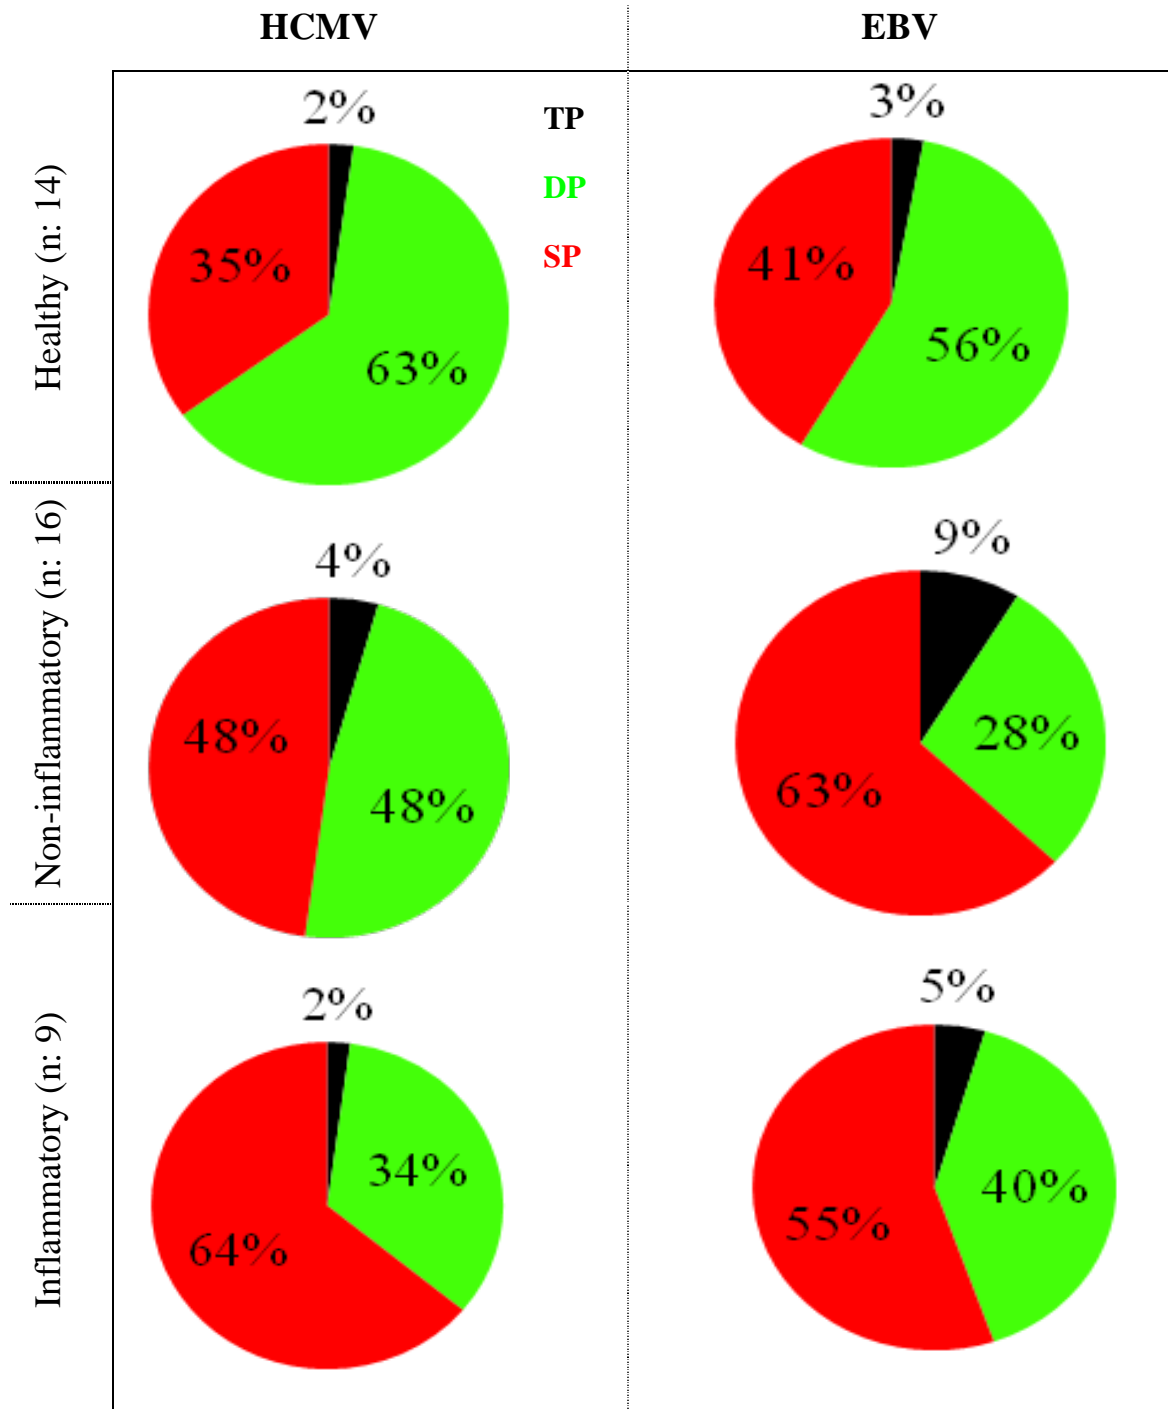 HCMV
EBV
Healthy (n: 14)
2%
35%
63%
TP
DP
SP
3%
41%
56%
Non-inflammatory (n: 16)
4%
48%
48%
9%
28%
63%
Inflammatory (n: 9)
2%
34%
64%
5%
40%
55%